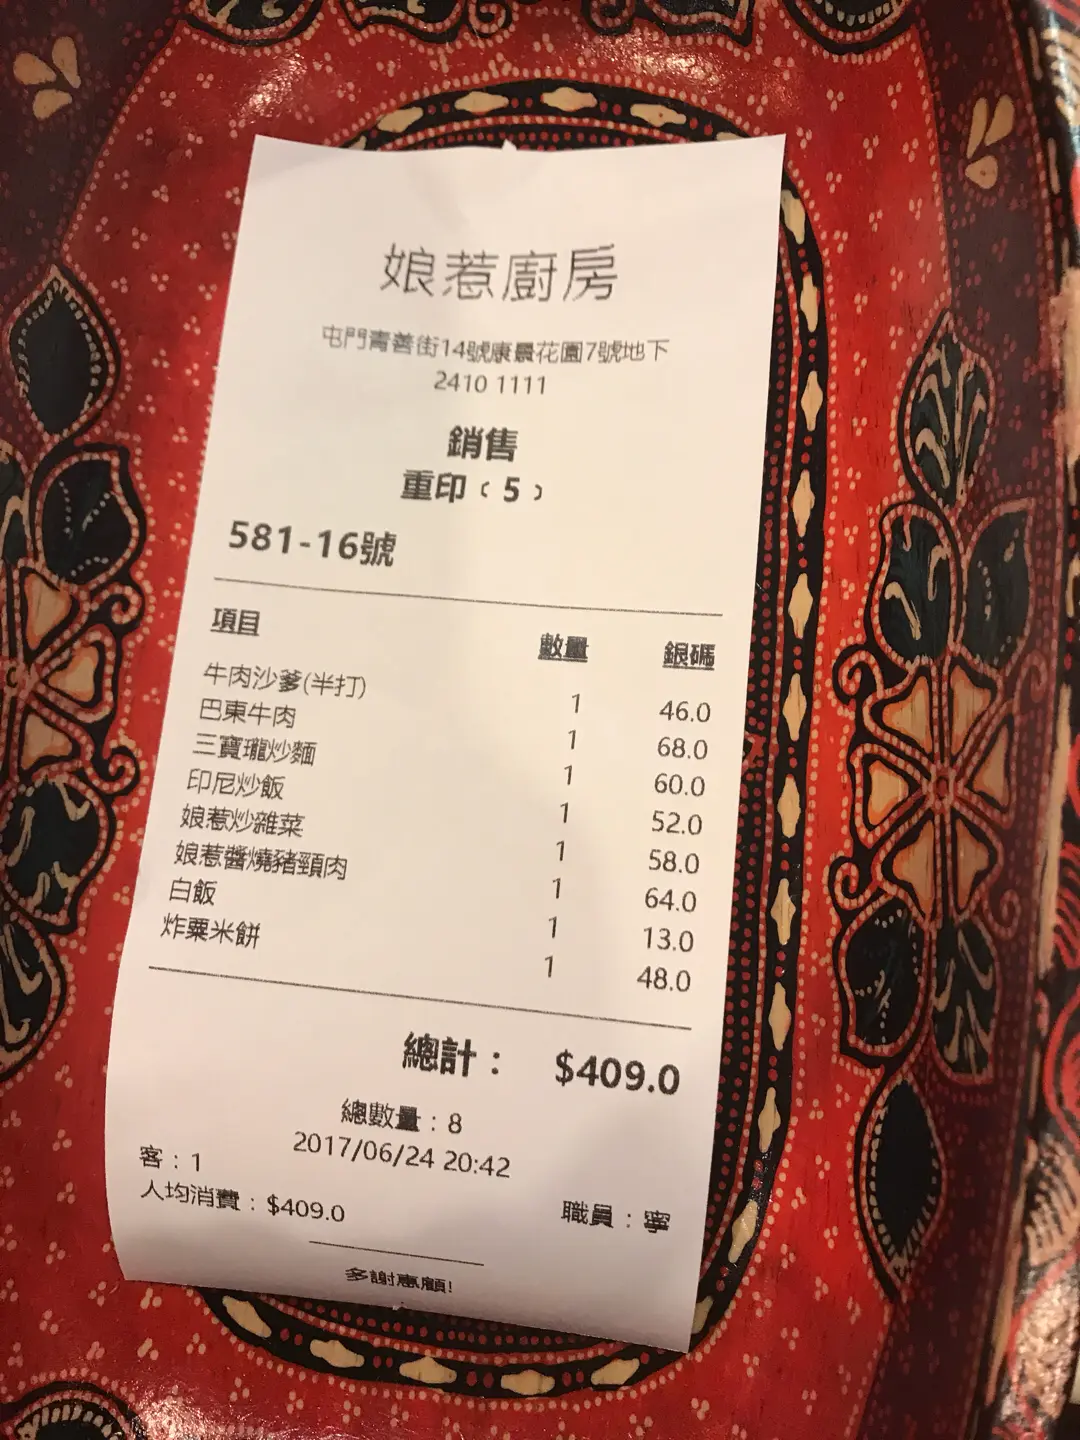 娘惹廚房
屯門青善街14號康景花園7號地下
2410 1111
銷售
重印﹙5﹚
581-16號
項目 數量 銀碼
牛肉沙爹(半打) 1 46.0
巴東牛肉 1 68.0
三寶瓏炒麵 1 60.0
印尼炒飯 1 52.0
娘惹炒雜菜 1 58.0
娘惹醬燒豬頸肉 1 64.0
白飯 1 13.0
炸粟米餅 1 48.0
總計： $409.0
總數量：8
2017/06/24 20:42
客：1
人均消費：$409.0 職員：寧
多謝惠顧!